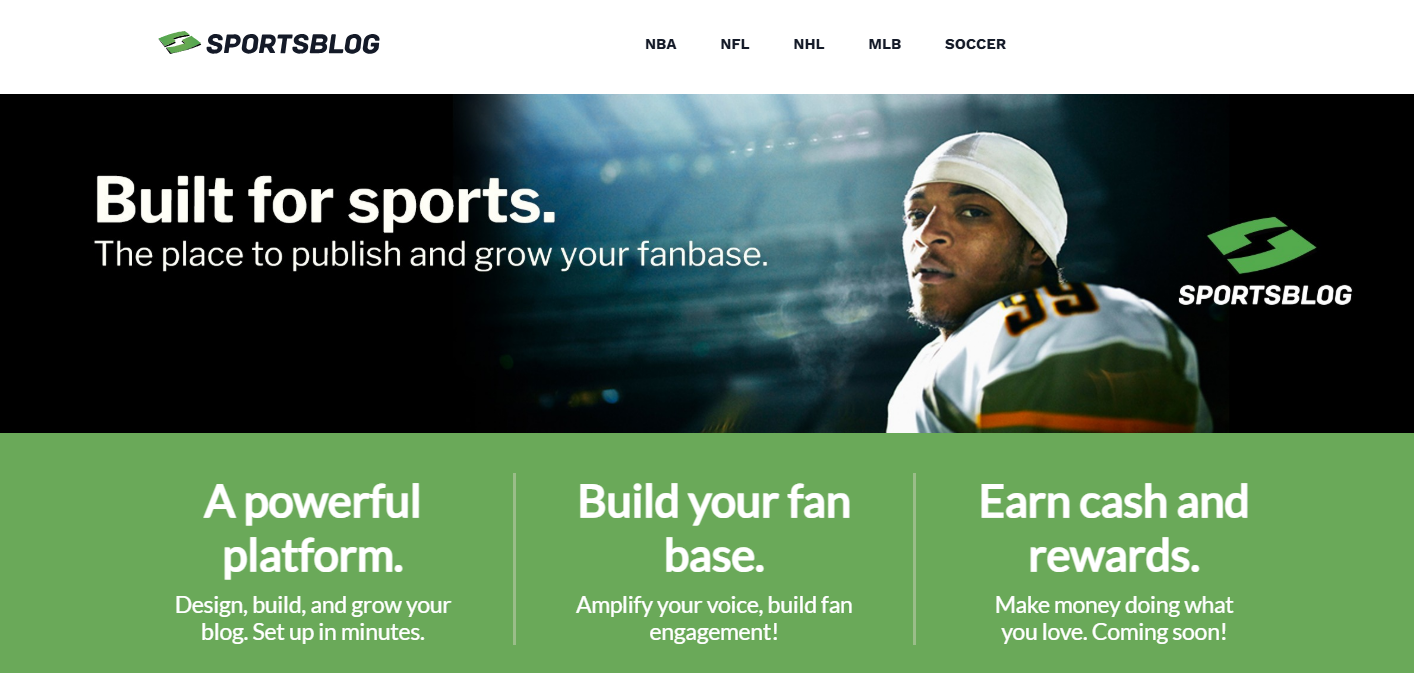 SPORTSBLOG
NBA NFL NHL MLB SOCCER
Built for sports.
The place to publish and grow your fanbase.
99
SPORTSBLOG
A powerful
platform.
Design, build, and grow your
blog. Set up in minutes.
Build your fan
base.
Amplify your voice, build fan
engagement!
Earn cash and
rewards.
Make money doing what
you love. Coming soon!